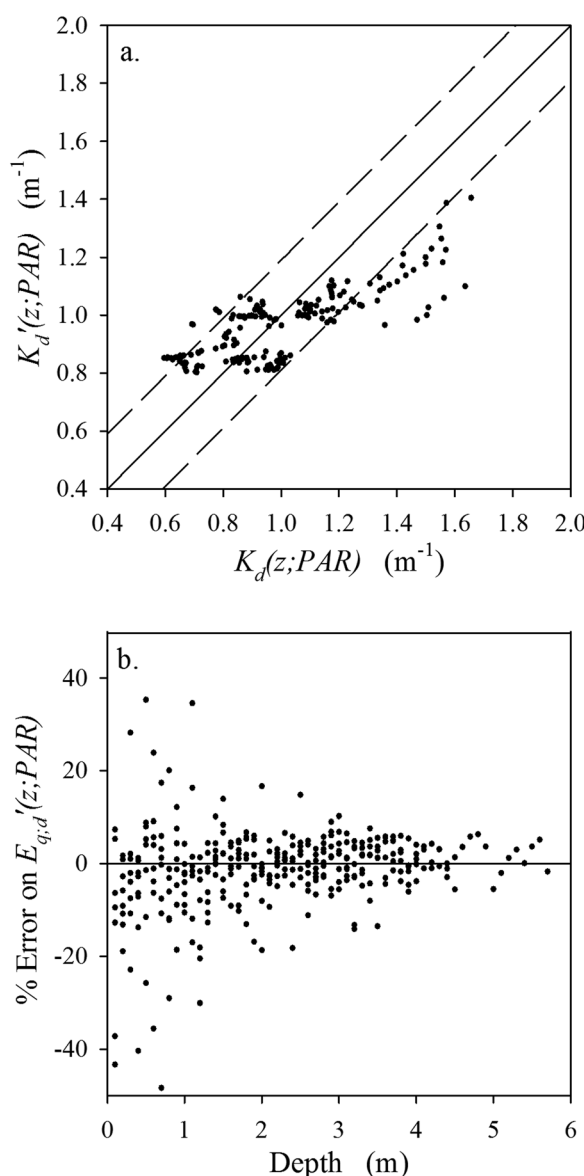 a.
2.0
1.8
1.6
1.4
1.2
1.0
0.8
0.6
0.4
K_d'(z;PAR) (m⁻¹)
0.4 0.6 0.8 1.0 1.2 1.4 1.6 1.8 2.0
K_d(z;PAR) (m⁻¹)
b.
40
20
0
-20
-40
% Error on E_q;d'(z;PAR)
0 1 2 3 4 5 6
Depth (m)